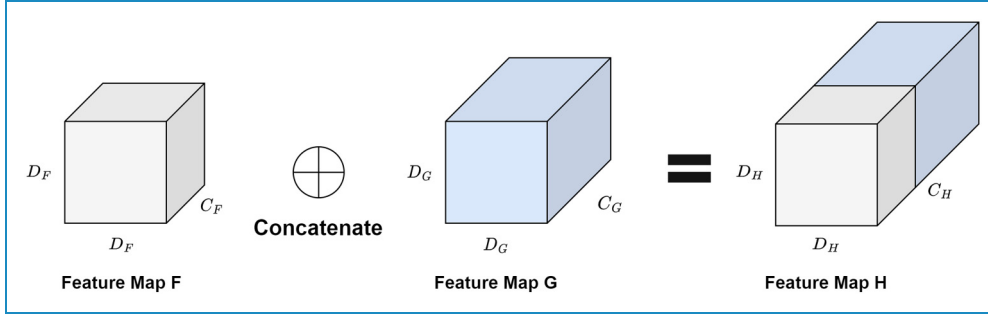 D_F
C_F
D_F
Feature Map F
Concatenate
D_G
C_G
D_G
Feature Map G
D_H
C_H
D_H
Feature Map H